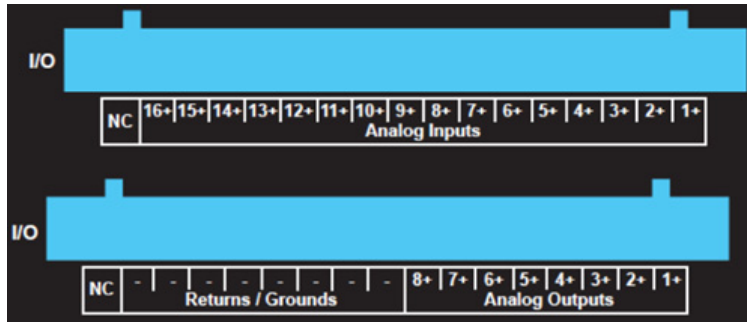 I/O
NC 16+ 15+ 14+ 13+ 12+ 11+ 10+ 9+ 8+ 7+ 6+ 5+ 4+ 3+ 2+ 1+
Analog Inputs
I/O
NC - - - - - - - - 8+ 7+ 6+ 5+ 4+ 3+ 2+ 1+
Returns / Grounds Analog Outputs